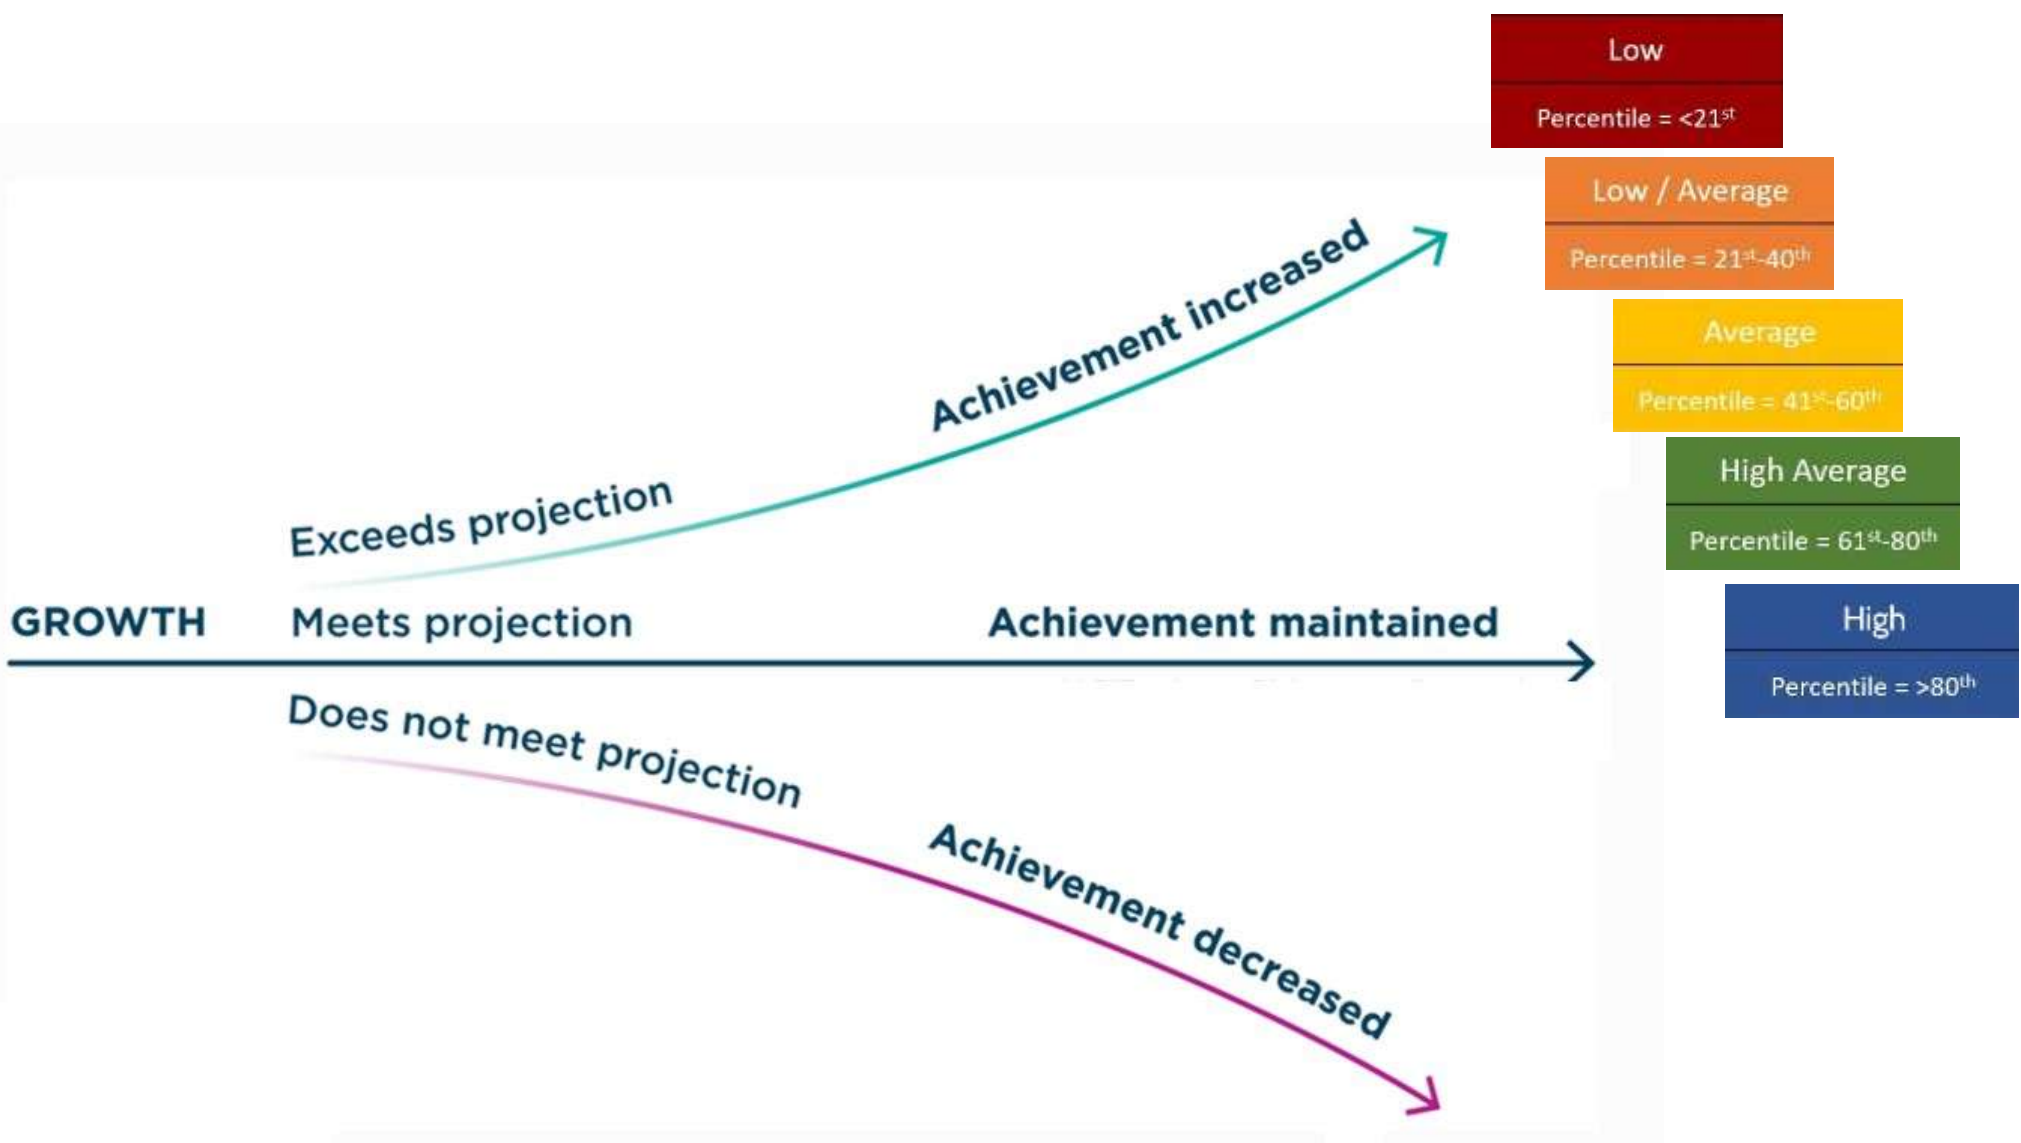 Low
Percentile = <21st
Low / Average
Percentile = 21st-40th
Average
Percentile = 41st-60th
High Average
Percentile = 61st-80th
High
Percentile = >80th
Achievement increased
Exceeds projection
GROWTH
Meets projection
Achievement maintained
Does not meet projection
Achievement decreased